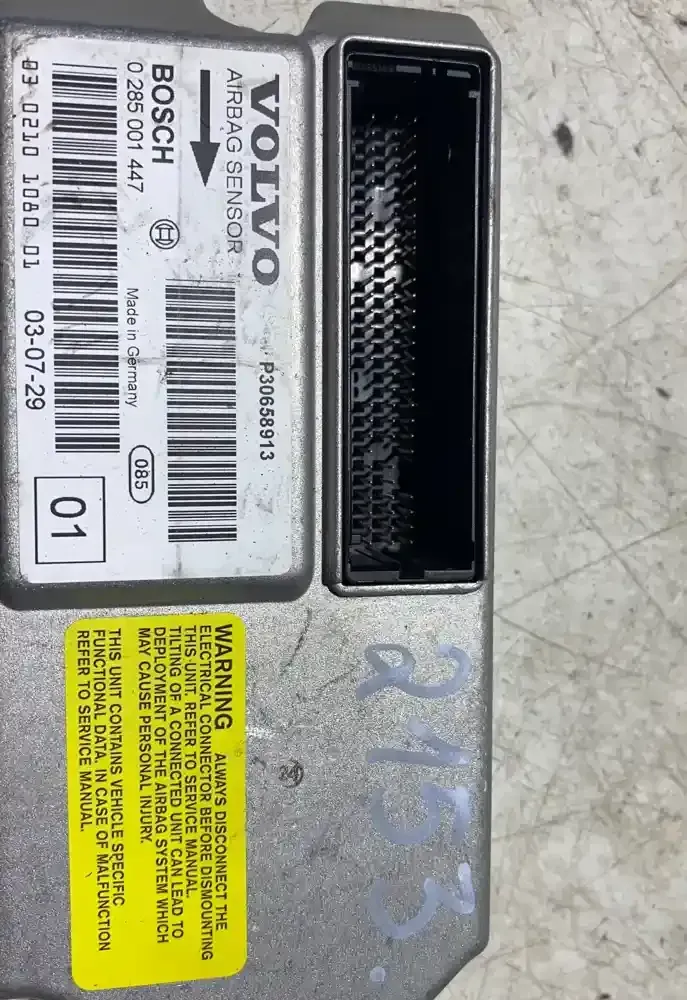 VOLVO
AIRBAG SENSOR
P30658913
BOSCH
0 285 001 447
Made in Germany
085
03 0210 1080 01
03-07-29
01
WARNING ALWAYS DISCONNECT THE
ELECTRICAL CONNECTOR BEFORE DISMOUNTING
THIS UNIT. REFER TO SERVICE MANUAL.
TILTING OF A CONNECTED UNIT CAN LEAD TO
DEPLOYMENT OF THE AIRBAG SYSTEM WHICH
MAY CAUSE PERSONAL INJURY.
THIS UNIT CONTAINS VEHICLE SPECIFIC
FUNCTIONAL DATA. IN CASE OF MALFUNCTION
REFER TO SERVICE MANUAL.
2153.